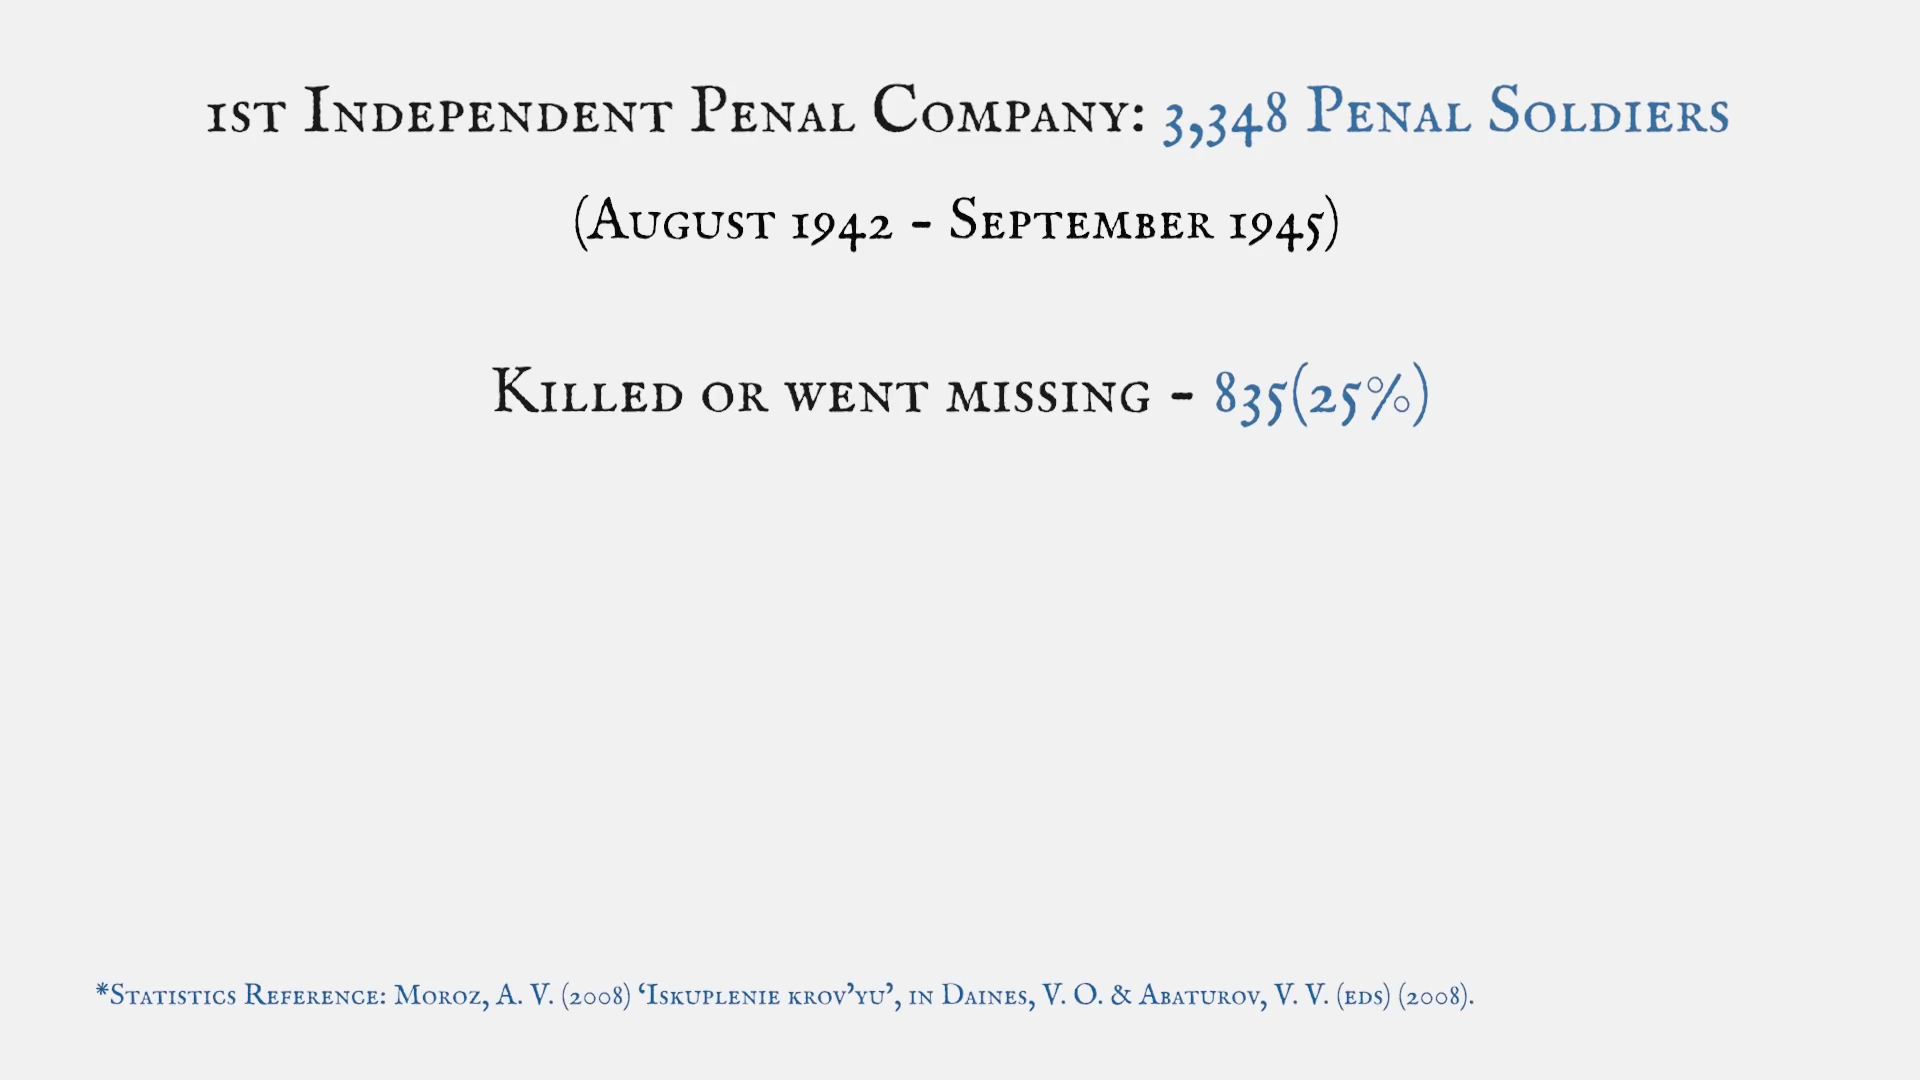 1st Independent Penal Company: 3,348 Penal Soldiers
(August 1942 - September 1945)
Killed or went missing - 835(25%)
*Statistics Reference: Moroz, A. V. (2008) ‘Iskuplenie krov’yu’, in Daines, V. O. & Abaturov, V. V. (eds) (2008).